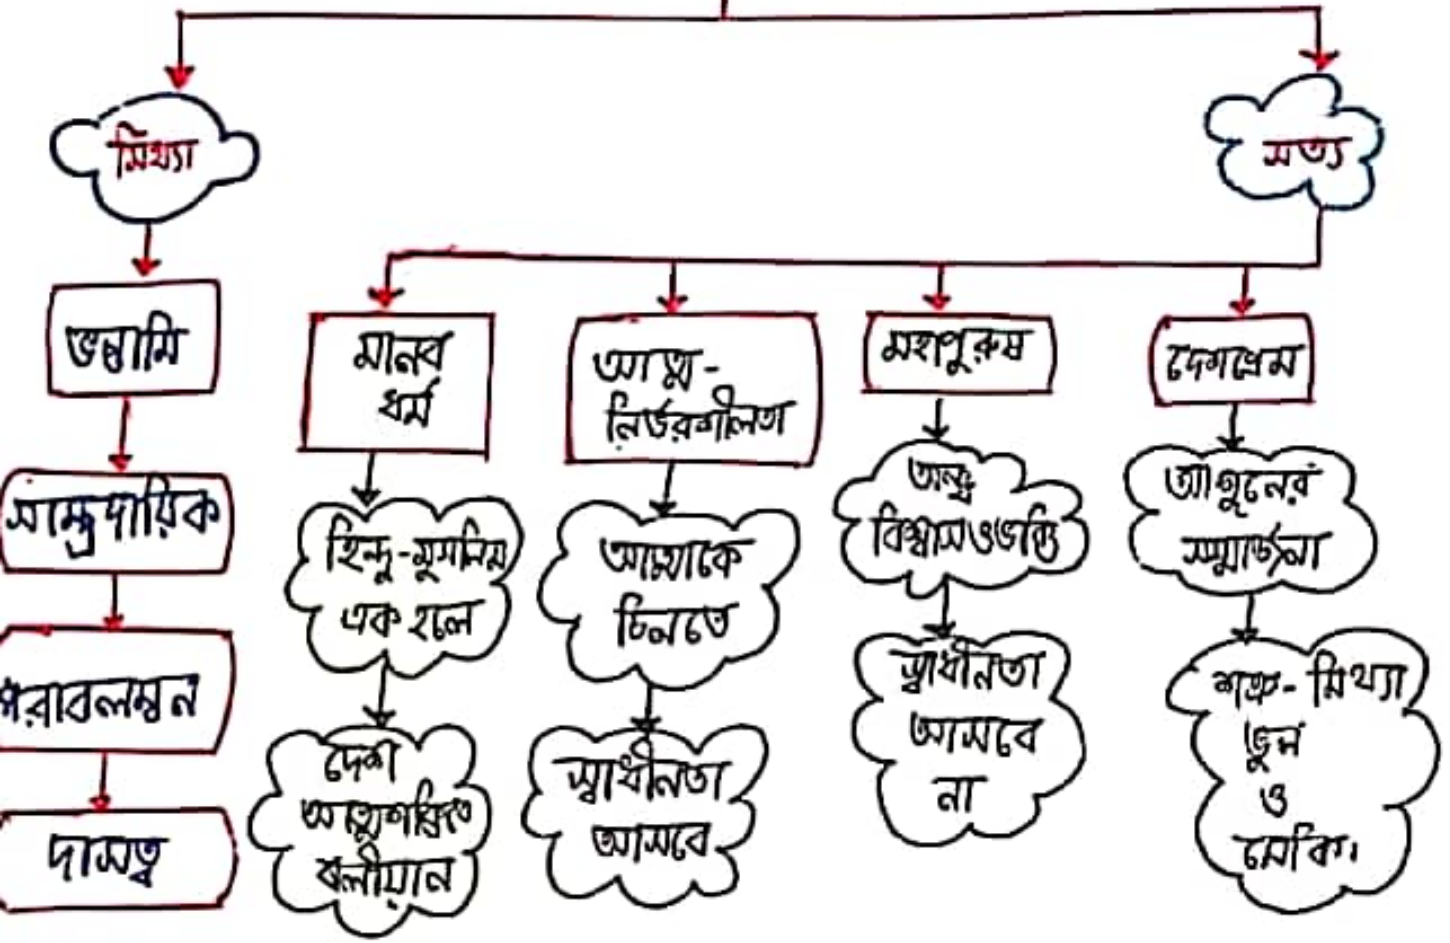 মিথ্যা
সত্য
ভন্ডামি
সাম্প্রদায়িক
পরাবলম্বন
দাসত্ব
মানব
ধর্ম
হিন্দু-মুসলিম
এক হলে
দেশ
আত্মশক্তিতে
বলীয়ান
আত্ম-
নির্ভরশীলতা
আত্মাকে
চিনতে
স্বাধীনতা
আসবে
মহাপুরুষ
অন্ধ
বিশ্বাস ও ভক্তি
স্বাধীনতা
আসবে
না
দেশপ্রেম
আগুনের
সম্মার্জনা
শত্রু- মিথ্যা
ভুল
ও
মেকি।